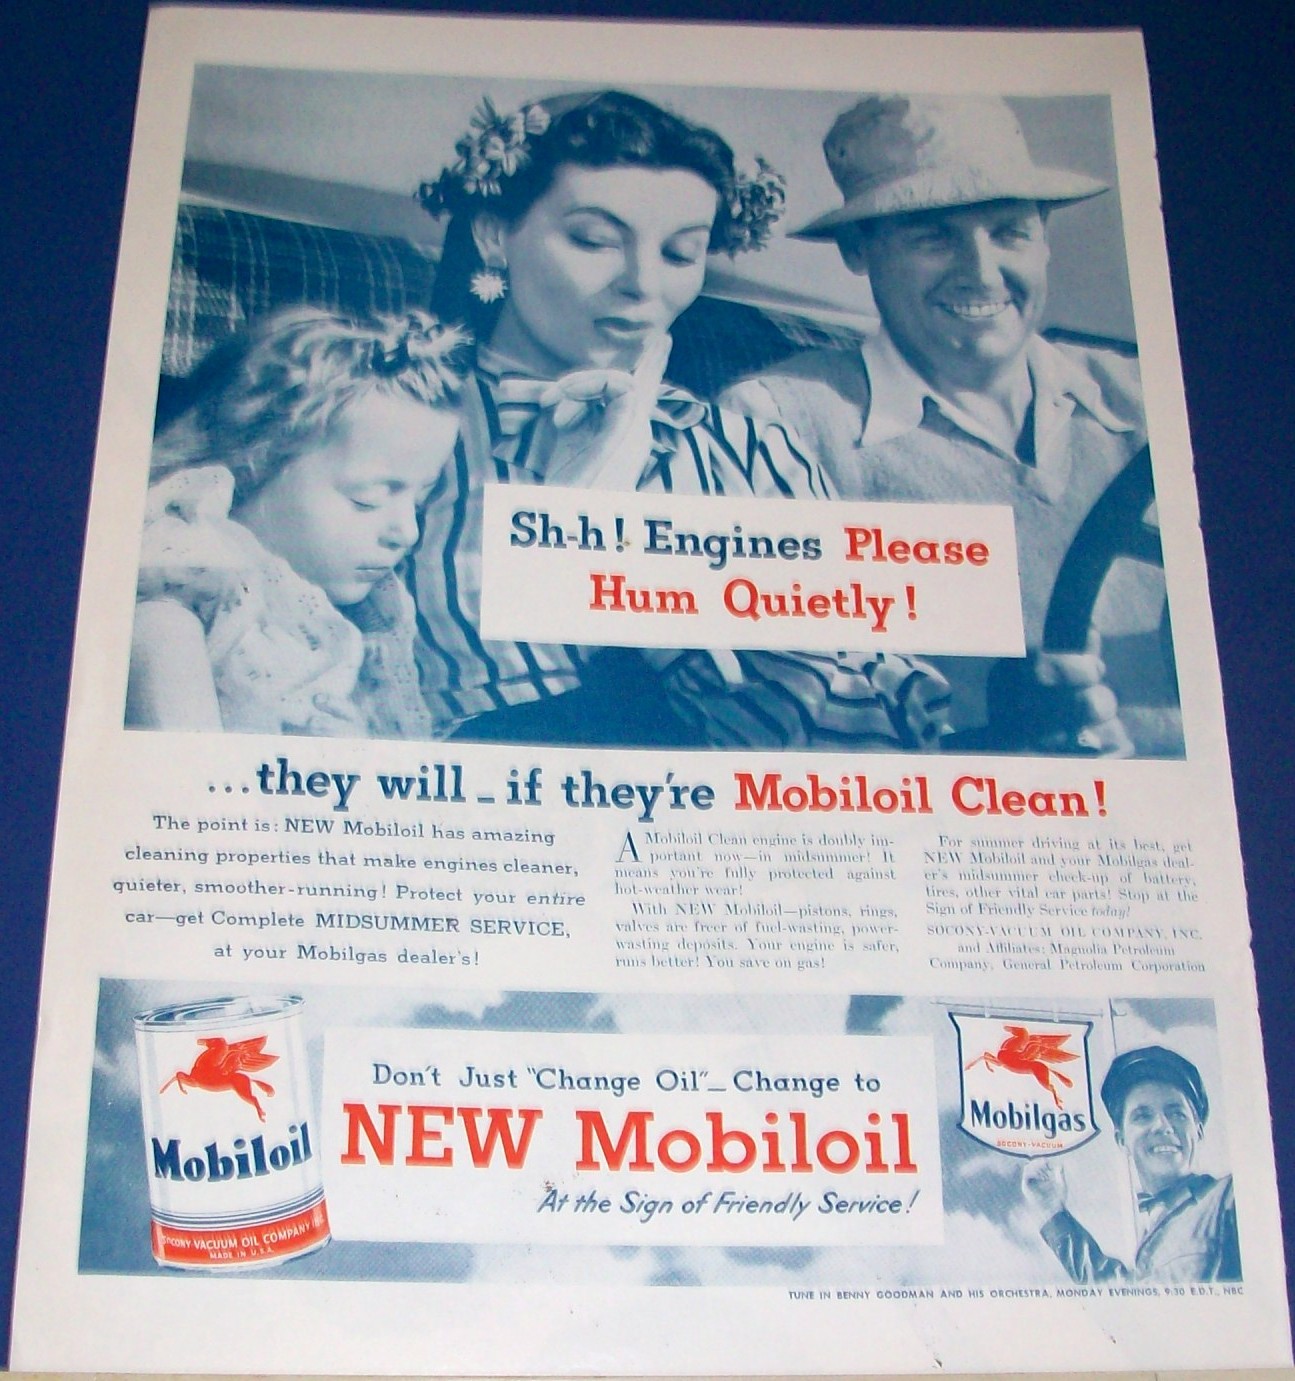 Sh-h! Engines Please
Hum Quietly!
...they will - if they're Mobiloil Clean!
The point is: NEW Mobiloil has amazing
cleaning properties that make engines cleaner,
quieter, smoother-running! Protect your entire
car—get Complete MIDSUMMER SERVICE,
at your Mobilgas dealer's!
A Mobiloil Clean engine is doubly im-
portant now—in midsummer! It
means you're fully protected against
hot-weather wear!
With NEW Mobiloil—pistons, rings,
valves are freer of fuel-wasting, power-
wasting deposits. Your engine is safer,
runs better! You save on gas!
For summer driving at its best, get
NEW Mobiloil and your Mobilgas deal-
er's midsummer check-up of battery,
tires, other vital car parts! Stop at the
Sign of Friendly Service today!
SOCONY-VACUUM OIL COMPANY, INC.
and Affiliates: Magnolia Petroleum
Company, General Petroleum Corporation
Mobiloil
SOCONY VACUUM OIL COMPANY INC.
MADE IN U.S.A.
Don't Just "Change Oil"—Change to
NEW Mobiloil
At the Sign of Friendly Service!
Mobilgas
SOCONY-VACUUM
TUNE IN BENNY GOODMAN AND HIS ORCHESTRA, MONDAY EVENINGS, 9:30 E.D.T., NBC